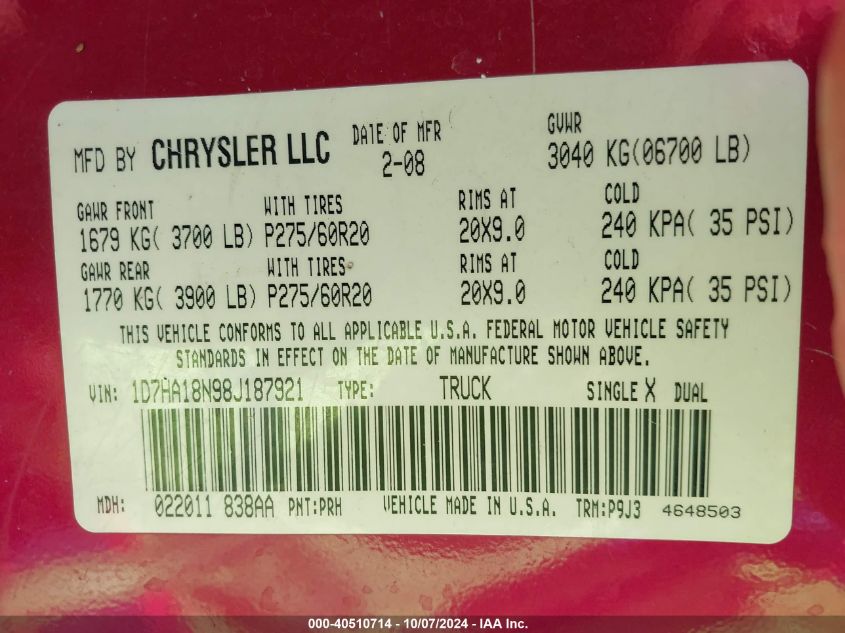 MFD BY CHRYSLER LLC DATE OF MFR GVWR
2-08 3040 KG(06700 LB)
GAWR FRONT WITH TIRES RIMS AT COLD
1679 KG( 3700 LB) P275/60R20 20X9.0 240 KPA( 35 PSI)
GAWR REAR WITH TIRES RIMS AT COLD
1770 KG( 3900 LB) P275/60R20 20X9.0 240 KPA( 35 PSI)
THIS VEHICLE CONFORMS TO ALL APPLICABLE U.S.A. FEDERAL MOTOR VEHICLE SAFETY
STANDARDS IN EFFECT ON THE DATE OF MANUFACTURE SHOWN ABOVE.
VIN: 1D7HA18N98J187921 TYPE: TRUCK SINGLE X DUAL
MDH: 022011 838AA PNT:PRH VEHICLE MADE IN U.S.A. TRM:P9J3 4648503
000-40510714 - 10/07/2024 - IAA Inc.